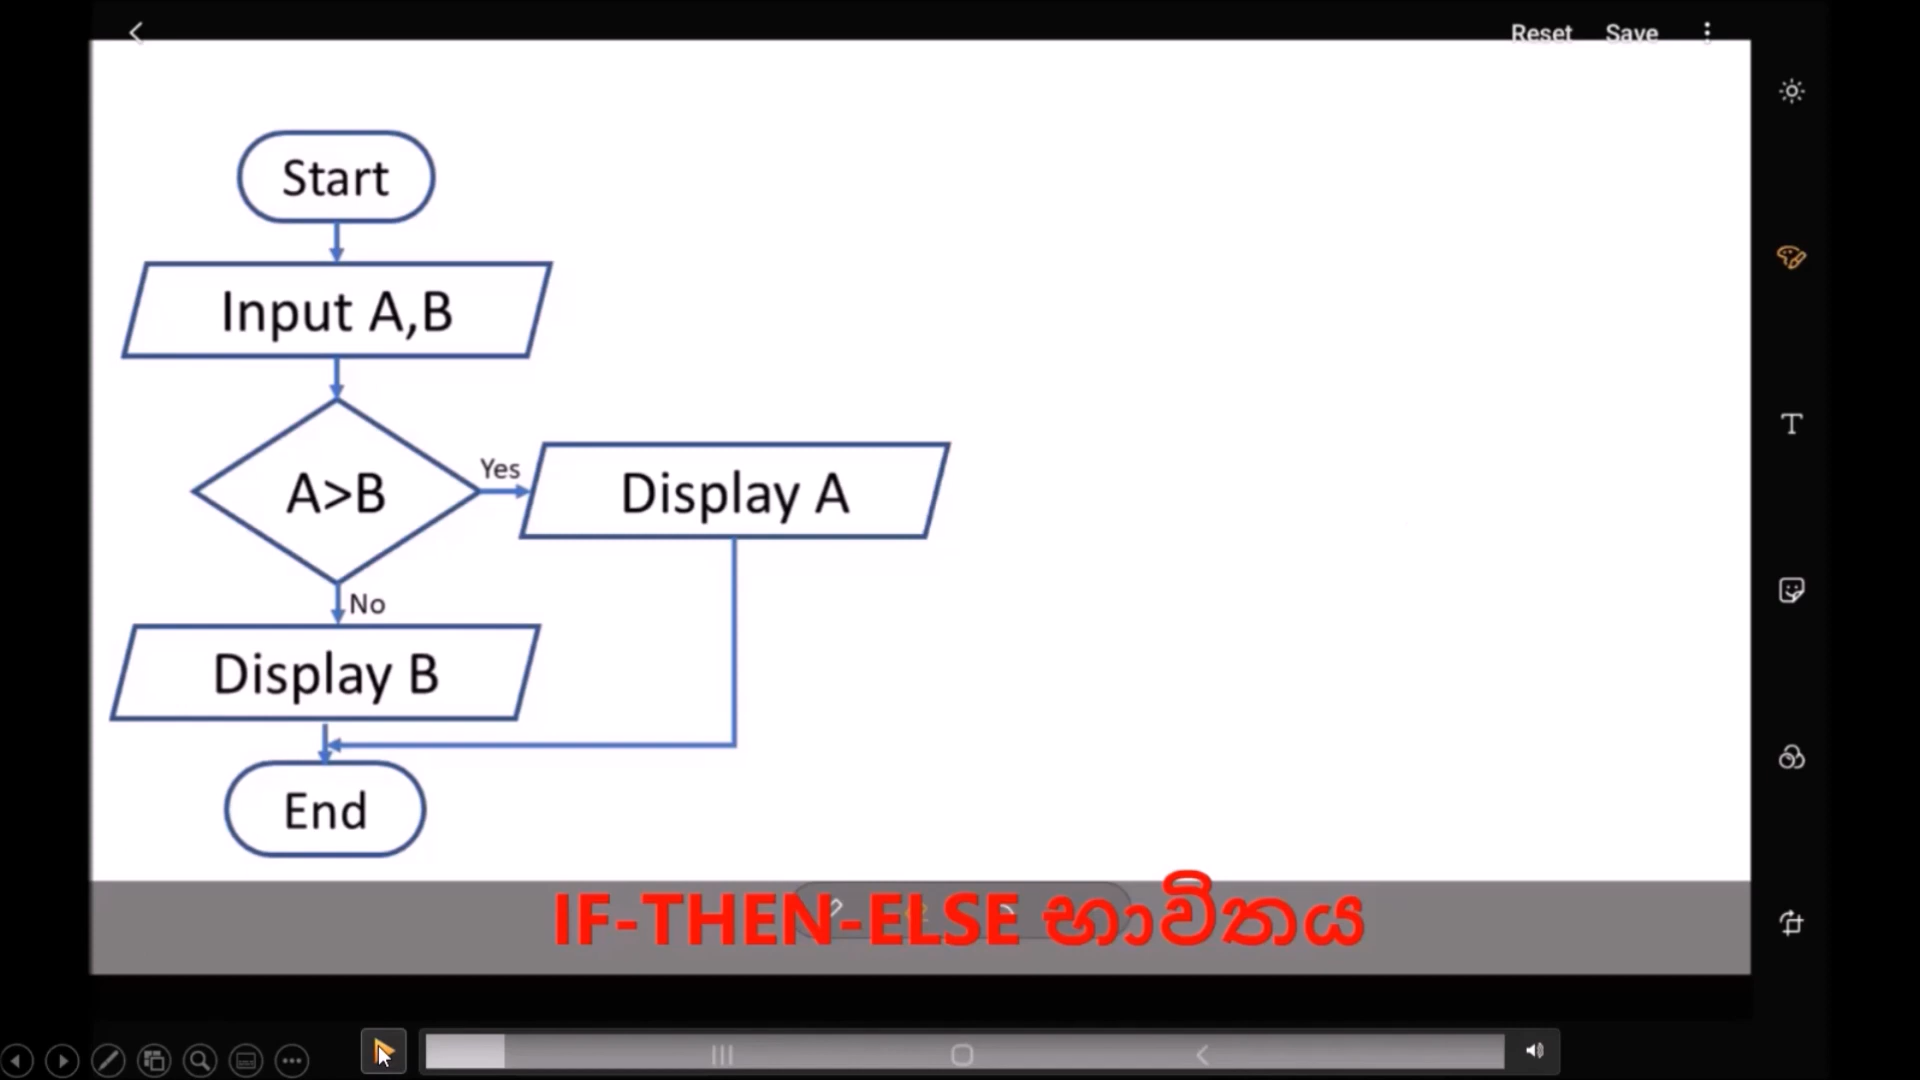 Reset Save
Start
Input A,B
A>B
Yes
Display A
No
Display B
End
IF-THEN-ELSE භාවිතය